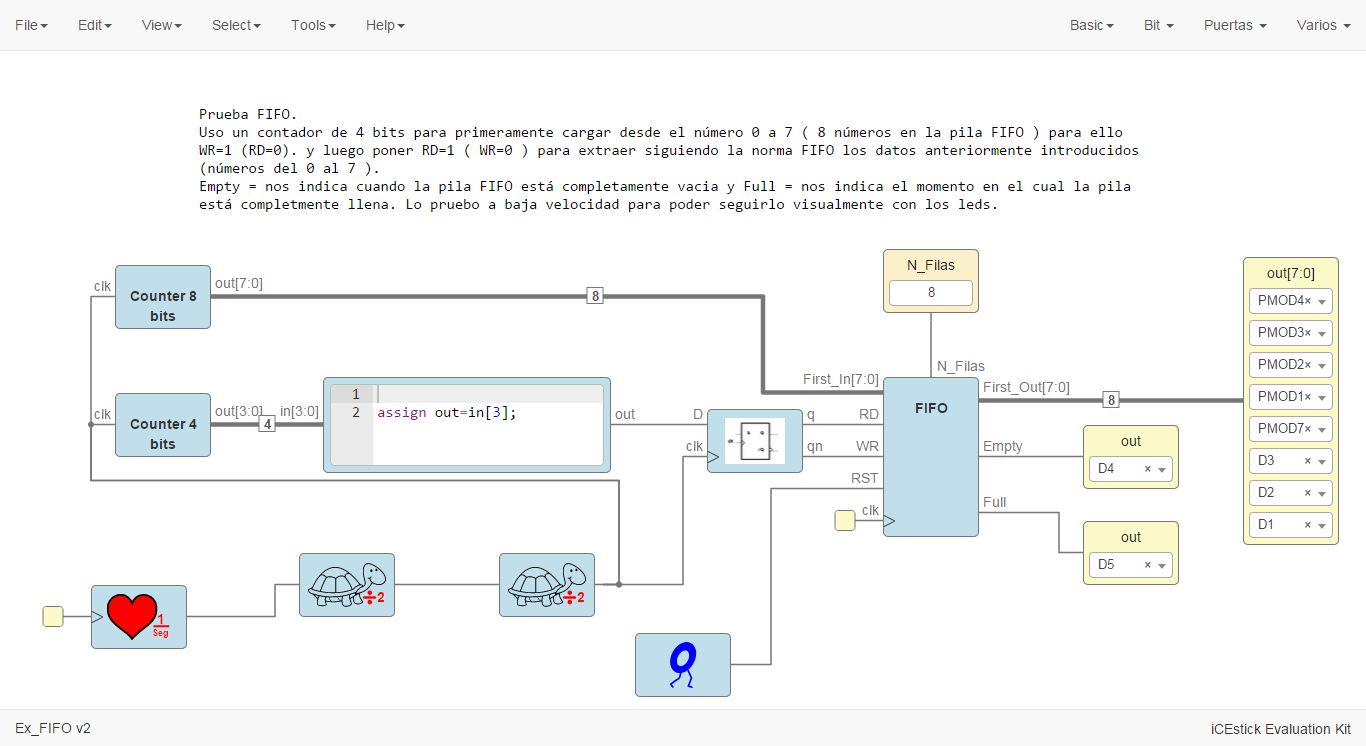 File Edit View Select Tools Help Basic Bit Puertas Varios
Prueba FIFO.
Uso un contador de 4 bits para primeramente cargar desde el número 0 a 7 ( 8 números en la pila FIFO ) para ello
WR=1 (RD=0). y luego poner RD=1 ( WR=0 ) para extraer siguiendo la norma FIFO los datos anteriormente introducidos
(números del 0 al 7 ).
Empty = nos indica cuando la pila FIFO está completamente vacia y Full = nos indica el momento en el cual la pila
está completmente llena. Lo pruebo a baja velocidad para poder seguirlo visualmente con los leds.
clk
Counter 8
bits
out[7:0]
8
clk
Counter 4
bits
out[3:0]
4
in[3:0]
1
2 assign out=in[3];
out
D
clk
q
qn
N_Filas
8
N_Filas
First_In[7:0]
RD
WR
RST
clk
FIFO
First_Out[7:0]
8
Empty
Full
out
D4 ×
out
D5 ×
out[7:0]
PMOD4×
PMOD3×
PMOD2×
PMOD1×
PMOD7×
D3 ×
D2 ×
D1 ×
1
Seg
÷2
÷2
Ex_FIFO v2
iCEstick Evaluation Kit